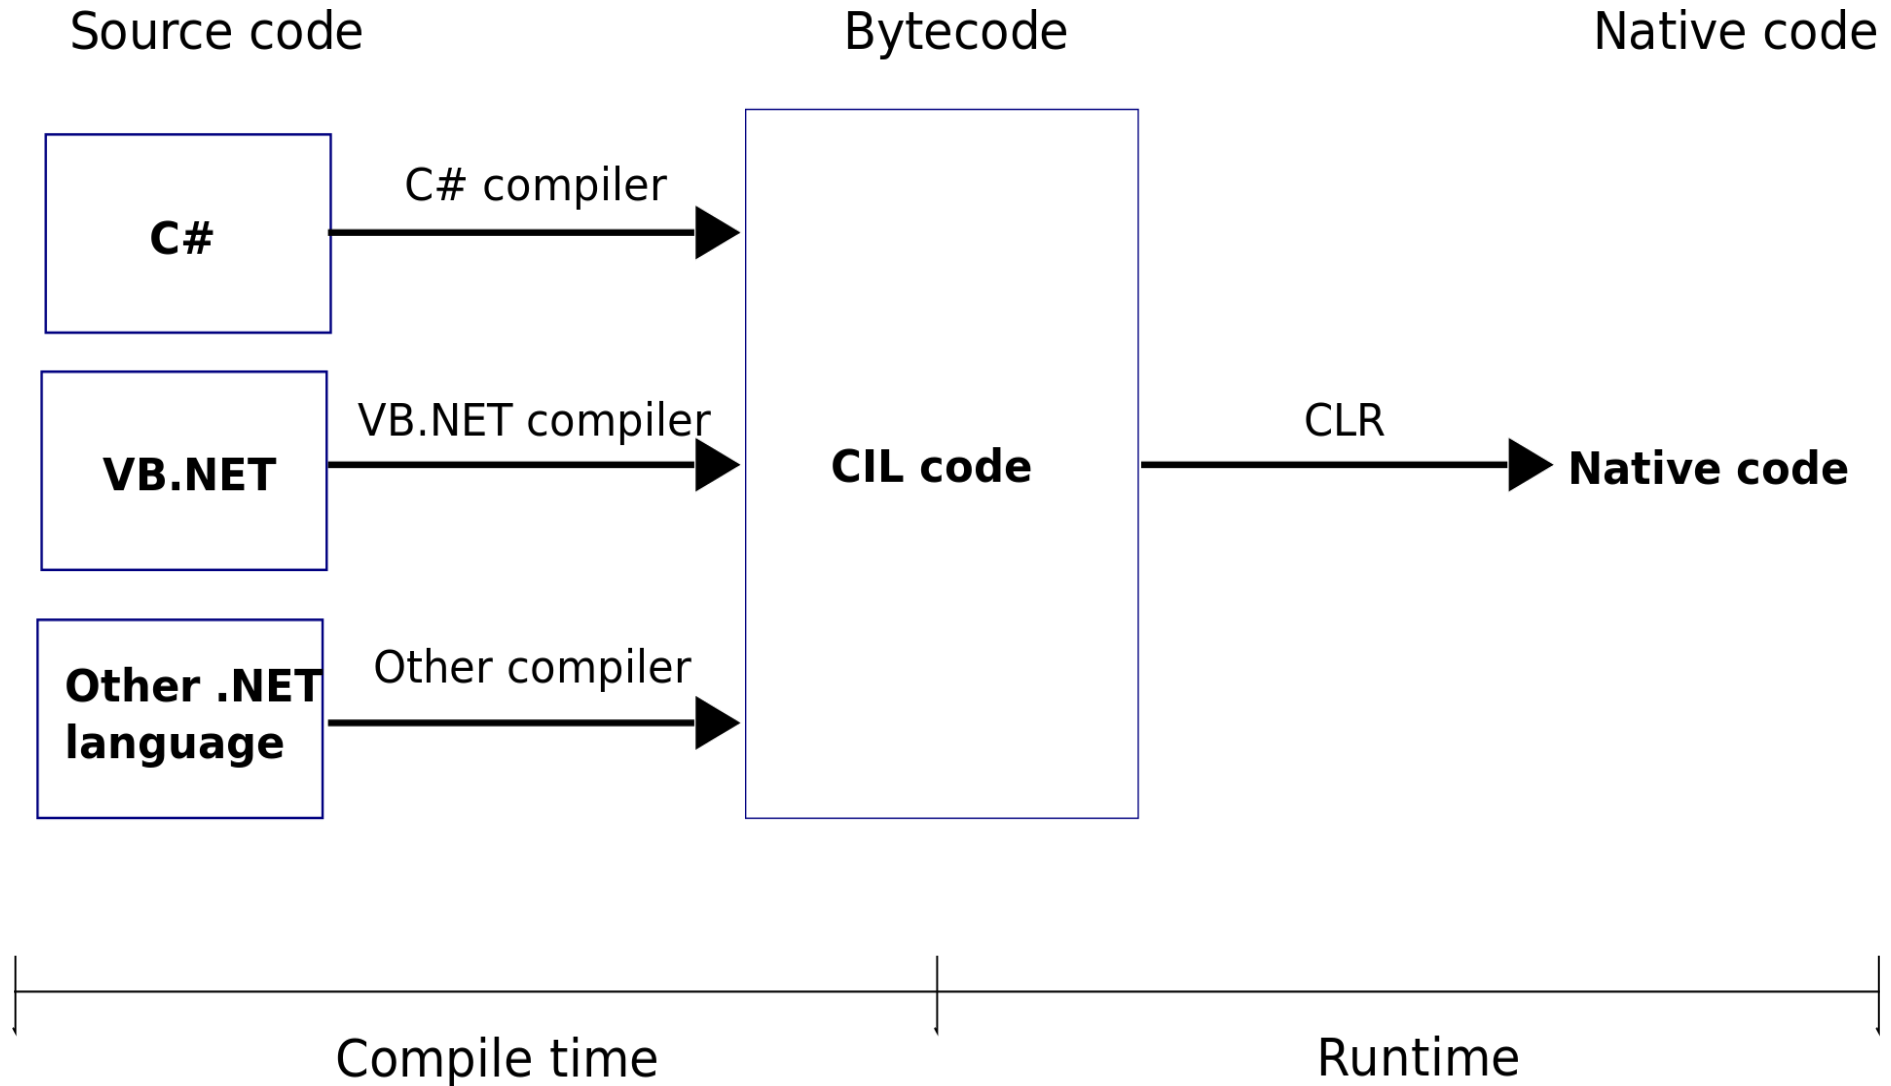 Source code
Bytecode
Native code
C#
C# compiler
VB.NET
VB.NET compiler
CIL code
CLR
Native code
Other .NET
language
Other compiler
Compile time
Runtime